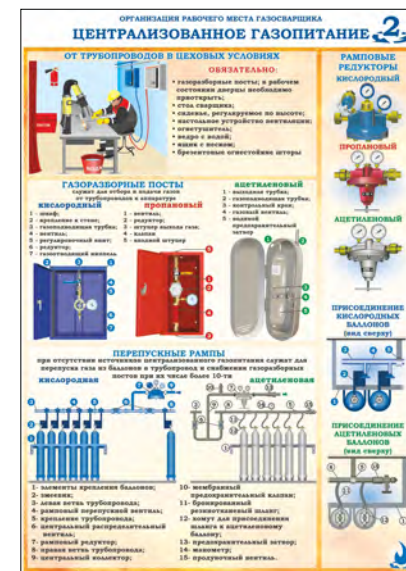 ОРГАНИЗАЦИЯ РАБОЧЕГО МЕСТА ГАЗОСВАРЩИКА
ЦЕНТРАЛИЗОВАННОЕ ГАЗОПИТАНИЕ 2
ОТ ТРУБОПРОВОДОВ В ЦЕХОВЫХ УСЛОВИЯХ
ОБЯЗАТЕЛЬНО:
• газоразборные посты; в рабочем
состоянии дверцы необходимо
приоткрыть;
• стол сварщика;
• сиденье, регулируемое по высоте;
• настольное устройство вентиляции;
• огнетушитель;
• ведро с водой;
• ящик с песком;
• брезентовые огнестойкие шторы
ГАЗОРАЗБОРНЫЕ ПОСТЫ
служат для отбора и подачи газов
от трубопроводов к аппаратуре
кислородный
1 - шкаф;
2 - крепление к стене;
3 - газоподводящая трубка;
4 - вентиль;
5 - регулировочный винт;
6 - редуктор;
7 - газоотводящий ниппель
пропановый
1 - вентиль;
2 - редуктор;
3 - штуцер выхода газа;
4 - клапан
5 - входной штуцер
ацетиленовый
1 - выходная трубка;
2 - газоподводящая трубка;
3 - контрольный кран;
4 - газовый вентиль;
5 - водяной
предохранительный
затвор
ПЕРЕПУСКНЫЕ РАМПЫ
при отсутствии источников централизованного газопитания служат для
перепуска газа из баллонов в трубопровод и снабжения газоразборных
постов при их числе более 10-ти
кислородная
ацетиленовая
1- элементы крепления баллонов;
2- змеевик;
3- левая ветвь трубопровода;
4- рамповый перепускной вентиль;
5- крепление трубопровода;
6- центральный распределительный
вентиль;
7- рамповый редуктор;
8- правая ветвь трубопровода;
9- центральный коллектор;
10- мембранный
предохранительный клапан;
11- бронированный
резинотканевый шланг;
12- хомут для присоединения
шланга к ацетиленовому
баллону;
13- предохранительный затвор;
14- манометр;
15- продувочный вентиль.
РАМПОВЫЕ
РЕДУКТОРЫ
КИСЛОРОДНЫЙ
ПРОПАНОВЫЙ
АЦЕТИЛЕНОВЫЙ
ПРИСОЕДИНЕНИЕ
КИСЛОРОДНЫХ
БАЛЛОНОВ
(вид сверху)
ПРИСОЕДИНЕНИЕ
АЦЕТИЛЕНОВЫХ
БАЛЛОНОВ
(вид сверху)